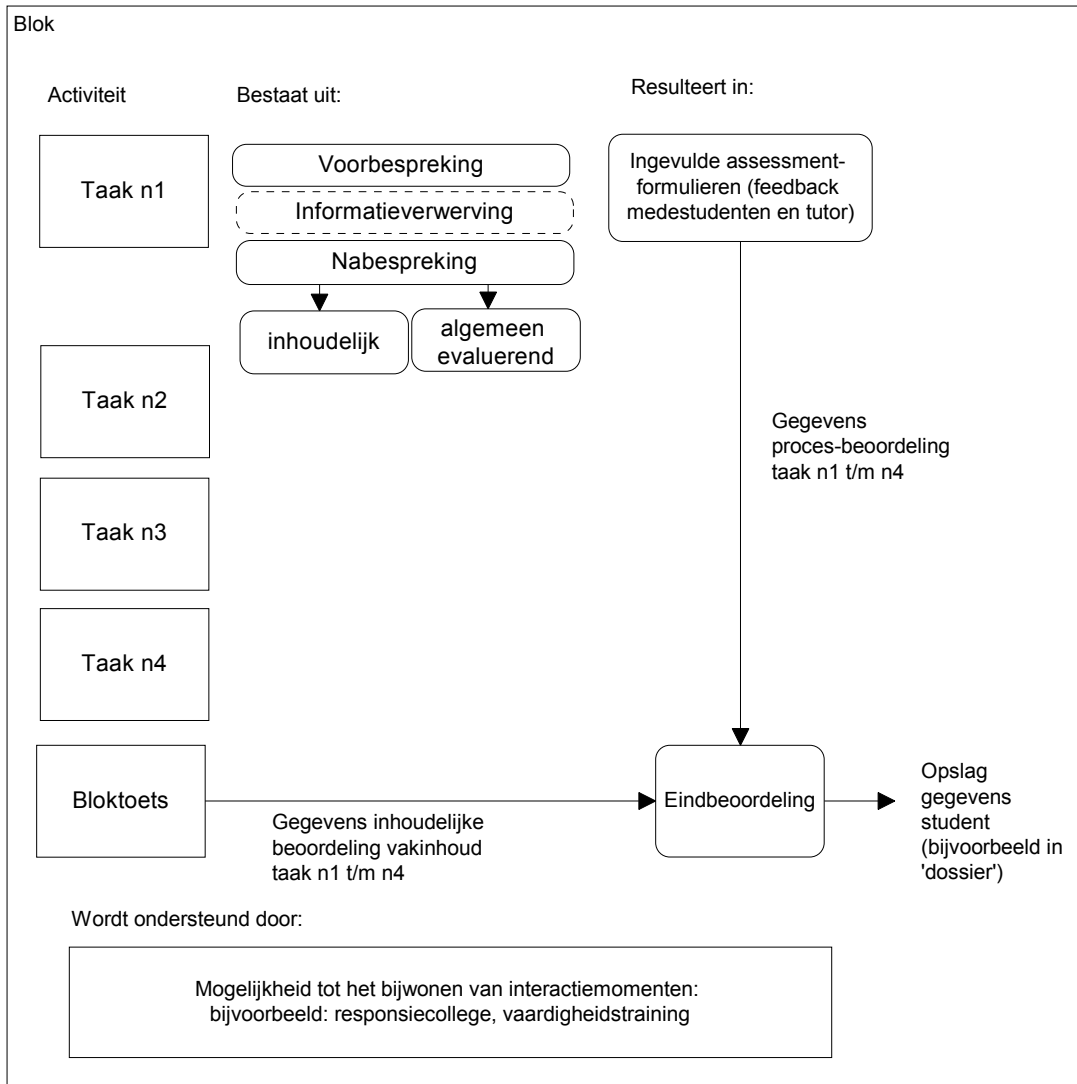 Blok
Activiteit
Bestaat uit:
Resulteert in:
Taak n1
Voorbespreking
Informatieverwerving
Nabespreking
inhoudelijk
algemeen
evaluerend
Ingevulde assessment-
formulieren (feedback
medestudenten en tutor)
Taak n2
Gegevens
proces-beoordeling
taak n1 t/m n4
Taak n3
Taak n4
Bloktoets
Gegevens inhoudelijke
beoordeling vakinhoud
taak n1 t/m n4
Eindbeoordeling
Opslag
gegevens
student
(bijvoorbeeld in
'dossier')
Wordt ondersteund door:
Mogelijkheid tot het bijwonen van interactiemomenten:
bijvoorbeeld: responsiecollege, vaardigheidstraining